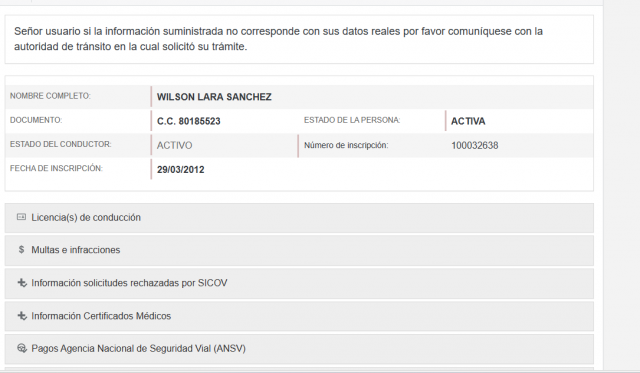 Señor usuario si la información suministrada no corresponde con sus datos reales por favor comuníquese con la
autoridad de tránsito en la cual solicitó su trámite.
NOMBRE COMPLETO: WILSON LARA SANCHEZ
DOCUMENTO: C.C. 80185523 ESTADO DE LA PERSONA: ACTIVA
ESTADO DEL CONDUCTOR: ACTIVO Número de inscripción: 100032638
FECHA DE INSCRIPCIÓN: 29/03/2012
Licencia(s) de conducción
$ Multas e infracciones
Información solicitudes rechazadas por SICOV
Información Certificados Médicos
Pagos Agencia Nacional de Seguridad Vial (ANSV)